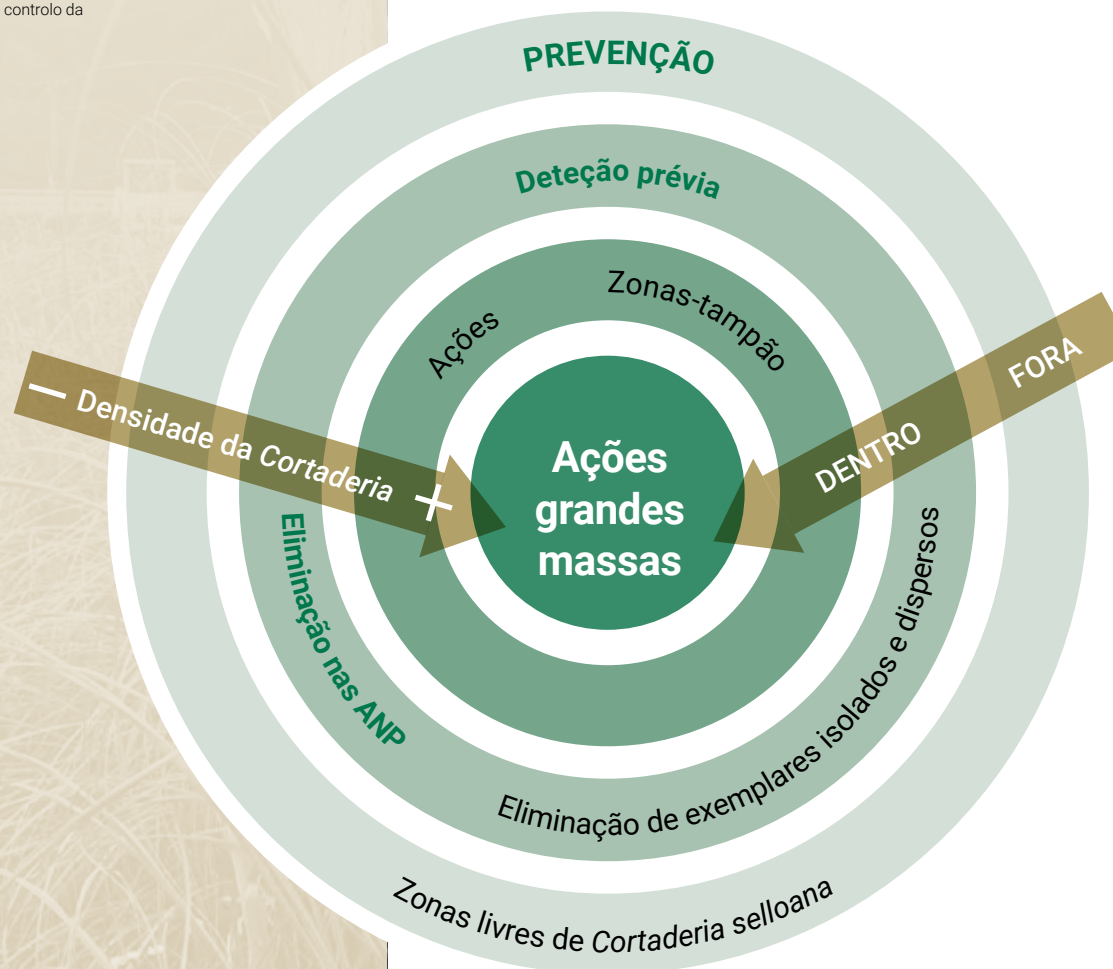 controlo da
PREVENÇÃO
Deteção prévia
Zonas-tampão
Ações
FORA
DENTRO
− Densidade da Cortaderia +
Ações
grandes
massas
Eliminação nas ANP
Eliminação de exemplares isolados e dispersos
Zonas livres de Cortaderia selloana